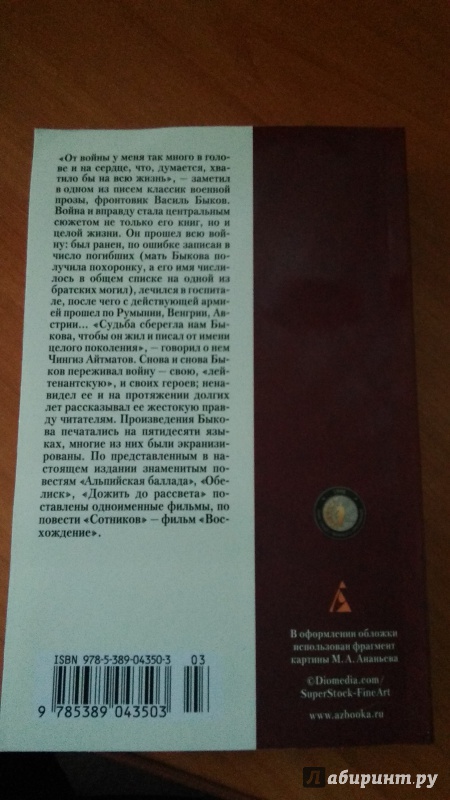 «От войны у меня так много в голо-
ве и на сердце, что, думается, хва-
тило бы на всю жизнь», — заметил
в одном из писем классик военной
прозы, фронтовик Василь Быков.
Война и вправду стала центральным
сюжетом не только его книг, но и
целой жизни. Он прошел всю вой-
ну: был ранен, по ошибке записан в
число погибших (мать Быкова по-
лучила похоронку, а его имя числи-
лось в общем списке на одной из
братских могил), лечился в госпита-
ле, после чего с действующей арми-
ей прошел по Румынии, Венгрии, Ав-
стрии... «Судьба сберегла нам Бы-
кова, чтобы он жил и писал от имени
целого поколения», — говорил о нем
Чингиз Айтматов. Снова и снова Бы-
ков переживал войну — свою, «лей-
тенантскую», и своих героев; нена-
видел ее и на протяжении долгих
лет рассказывал ее жестокую прав-
ду читателям. Произведения Быко-
ва печатались на пятидесяти язы-
ках, многие из них были экранизи-
рованы. По представленным в на-
стоящем издании знаменитым по-
вестям «Альпийская баллада», «Обе-
лиск», «Дожить до рассвета» по-
ставлены одноименные фильмы, по
повести «Сотников» — фильм «Вос-
хождение».
ISBN 978-5-389-04350-3 03
9 785389 043503
В оформлении обложки
использован фрагмент
картины М. А. Ананьева
©Diomedia.com/
SuperStock-FineArt
www.azbooka.ru
Лабиринт.ру